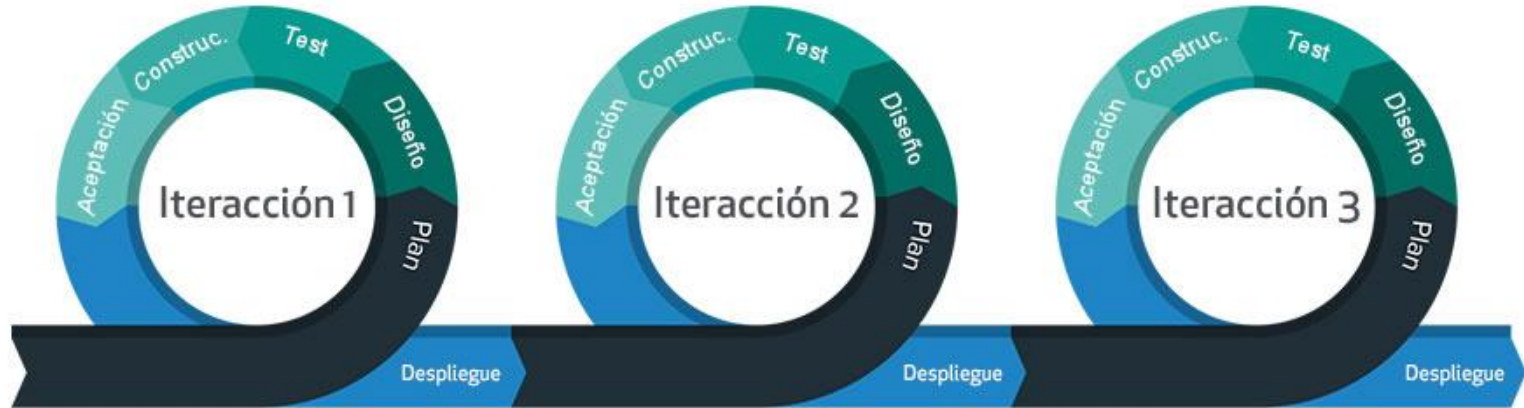 Construc.
Test
Aceptación
Diseño
Iteracción 1
Plan
Despliegue
Construc.
Test
Aceptación
Diseño
Iteracción 2
Plan
Despliegue
Construc.
Test
Aceptación
Diseño
Iteracción 3
Plan
Despliegue